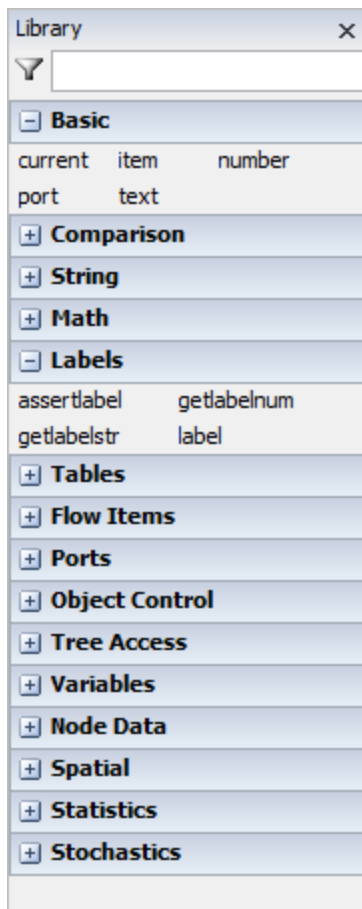 Library
Basic
current item number
port text
Comparison
String
Math
Labels
assertlabel getlabelnum
getlabelstr label
Tables
Flow Items
Ports
Object Control
Tree Access
Variables
Node Data
Spatial
Statistics
Stochastics